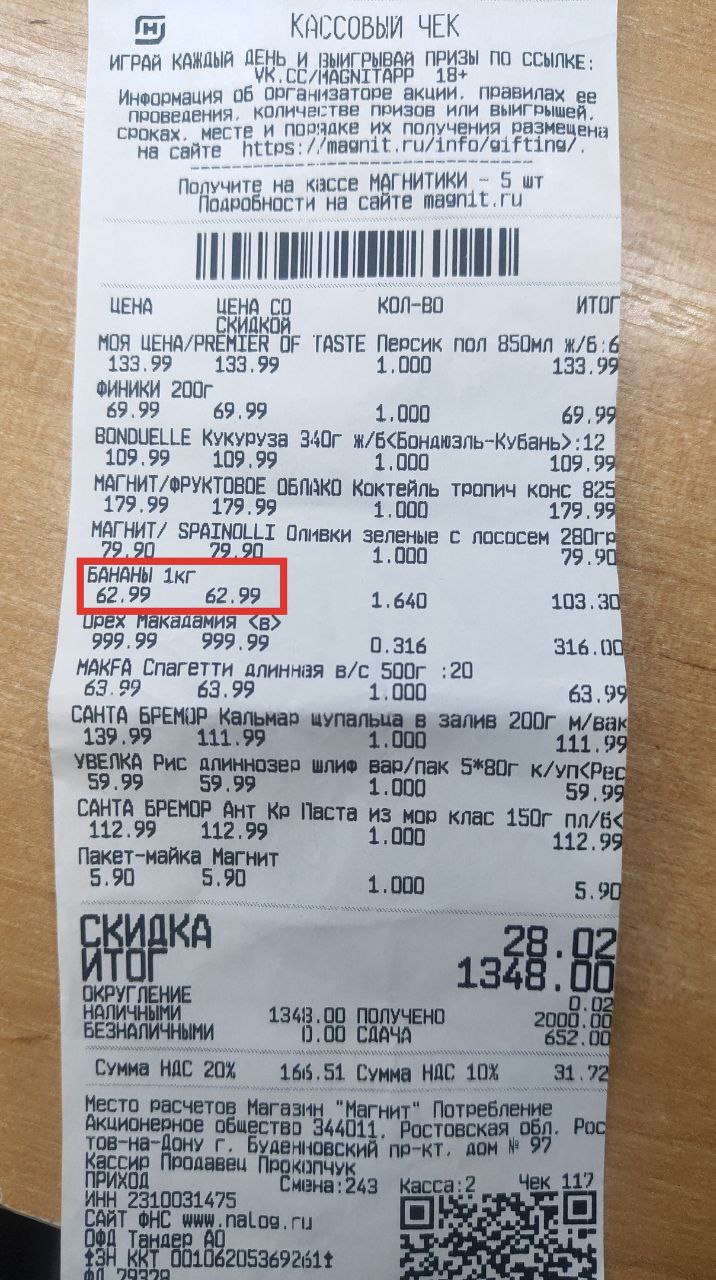 КАССОВЫЙ ЧЕК
ИГРАЙ КАЖДЫЙ ДЕНЬ И ВЫИГРЫВАЙ ПРИЗЫ ПО ССЫЛКЕ:
VK.CC/MAGNITAPP 18+
Информация об организаторе акции, правилах ее
проведения, количестве призов или выигрышей,
сроках, месте и порядке их получения размещена
на сайте https://magnit.ru/info/gifting/.
Получите на кассе МАГНИТИКИ - 5 шт
Подробности на сайте magnit.ru
ЦЕНА ЦЕНА СО СКИДКОЙ КОЛ-ВО ИТОГ
МОЯ ЦЕНА/PREMIER OF TASTE Персик пол 850мл ж/б:6
133.99 133.99 1.000 133.99
ФИНИКИ 200г
69.99 69.99 1.000 69.99
BONDUELLE Кукуруза 340г ж/б<Бондюэль-Кубань>:12
109.99 109.99 1.000 109.99
МАГНИТ/ФРУКТОВОЕ ОБЛАКО Коктейль тропич конс 825
179.99 179.99 1.000 179.99
МАГНИТ/ SPAINOLLI Оливки зеленые с лососем 280гр
79.90 79.90 1.000 79.90
БАНАНЫ 1кг
62.99 62.99 1.640 103.30
Орех Макадамия <в>
999.99 999.99 0.316 316.00
MAKFA Спагетти длинная в/с 500г :20
63.99 63.99 1.000 63.99
САНТА БРЕМОР Кальмар щупальца в залив 200г м/вак
139.99 111.99 1.000 111.99
УВЕЛКА Рис длиннозер шлиф вар/пак 5*80г к/уп<Рес
59.99 59.99 1.000 59.99
САНТА БРЕМОР Ант Кр Паста из мор клас 150г пл/б<
112.99 112.99 1.000 112.99
Пакет-майка Магнит
5.90 5.90 1.000 5.90
СКИДКА 28.02
ИТОГ 1348.00
ОКРУГЛЕНИЕ 0.02
НАЛИЧНЫМИ 1348.00 ПОЛУЧЕНО 2000.00
БЕЗНАЛИЧНЫМИ 0.00 СДАЧА 652.00
Сумма НДС 20% 166.51 Сумма НДС 10% 31.72
Место расчетов Магазин "Магнит" Потребление
Акционерное общество 344011, Ростовская обл, Рос
тов-на-Дону г, Буденновский пр-кт, дом № 97
Кассир Продавец Прокопчук
ПРИХОД Смена:243 Касса:2 Чек 117
ИНН 2310031475
САЙТ ФНС www.nalog.ru
ОФД Тандер АО
ЗН ККТ 00106205369261
ФД 79379